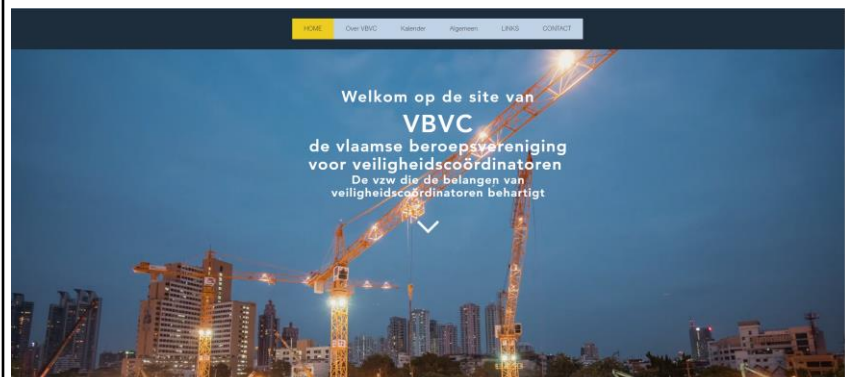 HOME Over VBVC Kalender Algemeen LINKS CONTACT
Welkom op de site van
VBVC
de vlaamse beroepsvereniging
voor veiligheidscoördinatoren
De vzw die de belangen van
veiligheidscoördinatoren behartigt